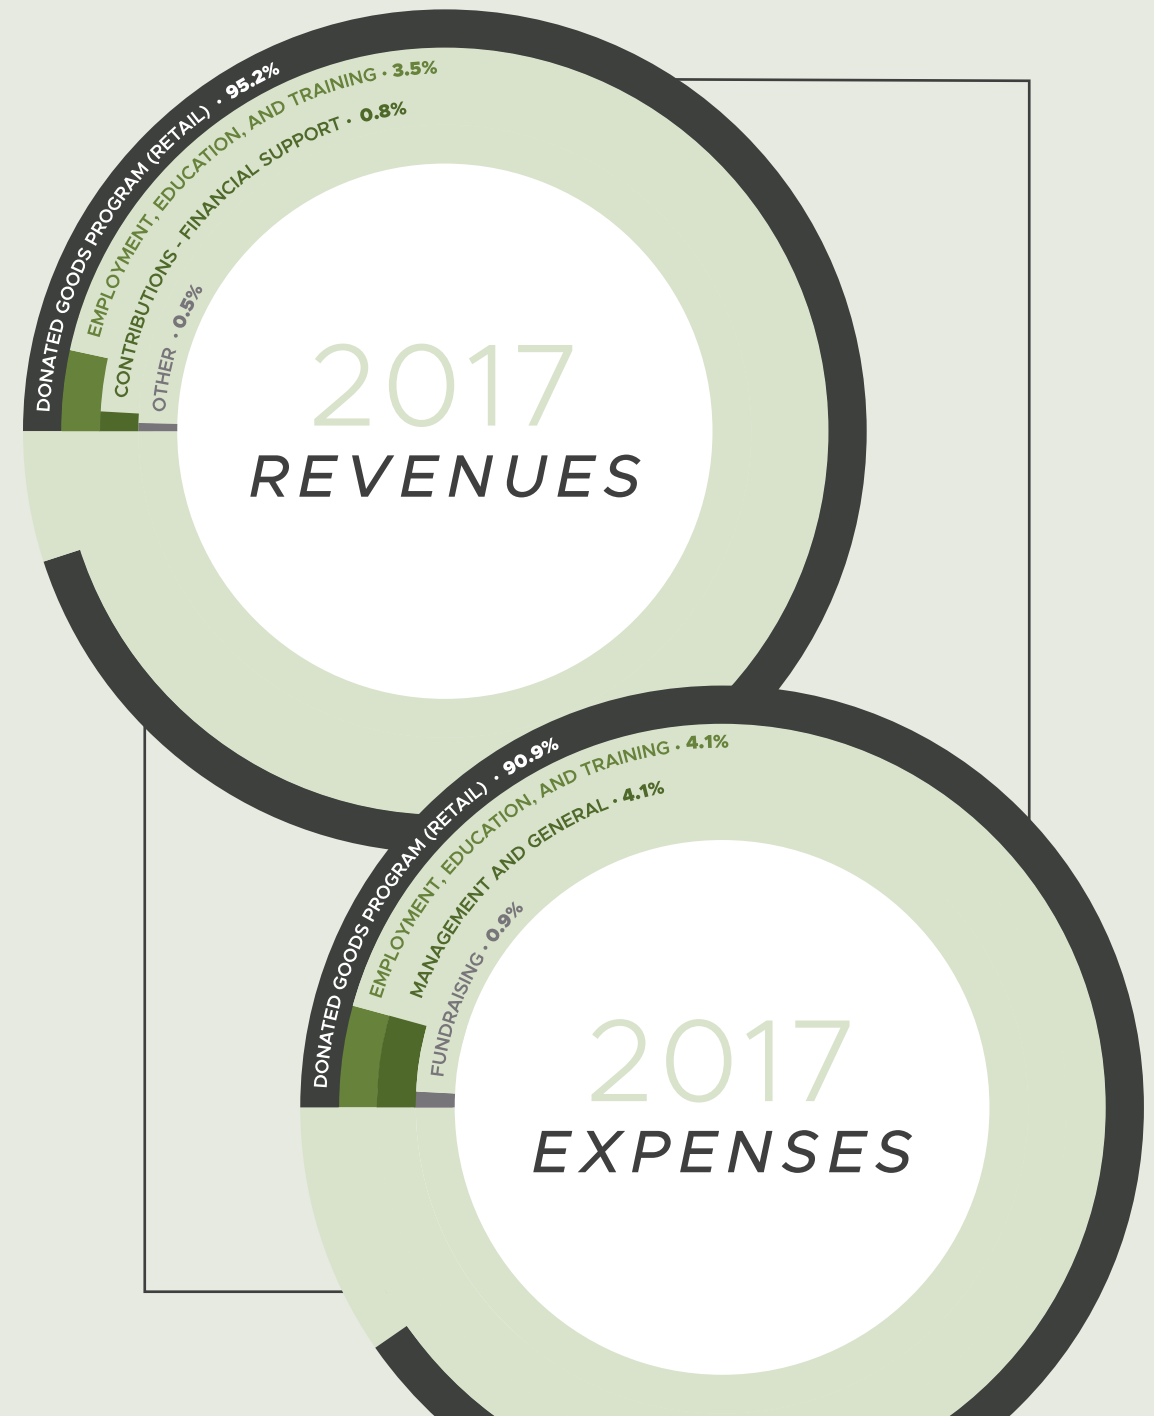 DONATED GOODS PROGRAM (RETAIL) · 95.2%
EMPLOYMENT, EDUCATION, AND TRAINING · 3.5%
CONTRIBUTIONS - FINANCIAL SUPPORT · 0.8%
OTHER · 0.5%
2017
REVENUES
DONATED GOODS PROGRAM (RETAIL) · 90.9%
EMPLOYMENT, EDUCATION, AND TRAINING · 4.1%
MANAGEMENT AND GENERAL · 4.1%
FUNDRAISING · 0.9%
2017
EXPENSES